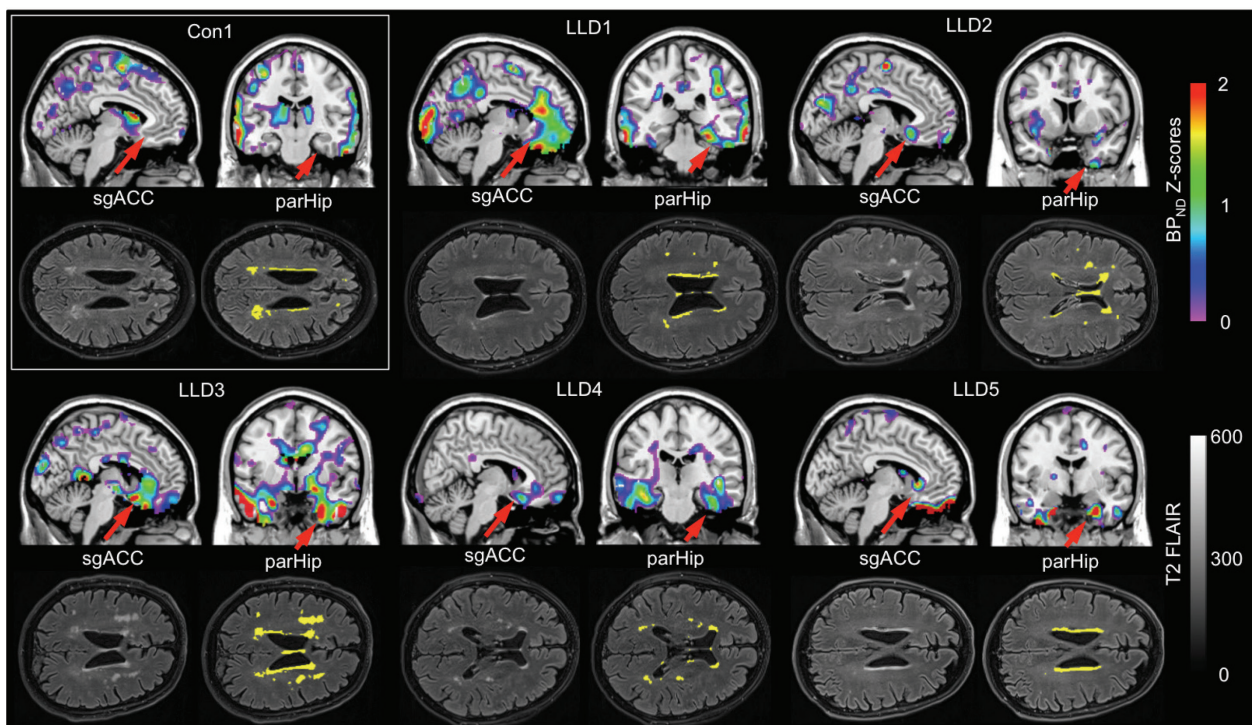 Con1
LLD1
LLD2
sgACC
parHip
sgACC
parHip
sgACC
parHip
2
1
0
BP_ND Z-scores
LLD3
LLD4
LLD5
sgACC
parHip
sgACC
parHip
sgACC
parHip
600
300
0
T2 FLAIR